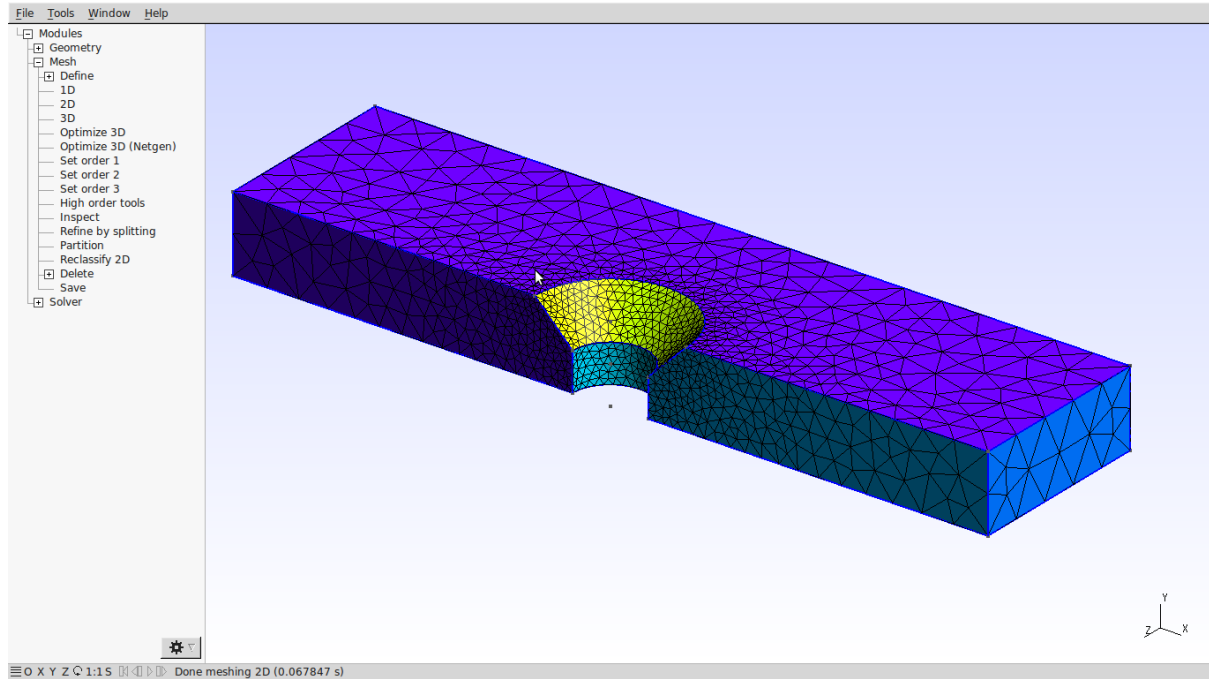 File Tools Window Help
Modules
Geometry
Mesh
Define
1D
2D
3D
Optimize 3D
Optimize 3D (Netgen)
Set order 1
Set order 2
Set order 3
High order tools
Inspect
Refine by splitting
Partition
Reclassify 2D
Delete
Save
Solver
Y
Z X
O X Y Z 1:1 S Done meshing 2D (0.067847 s)